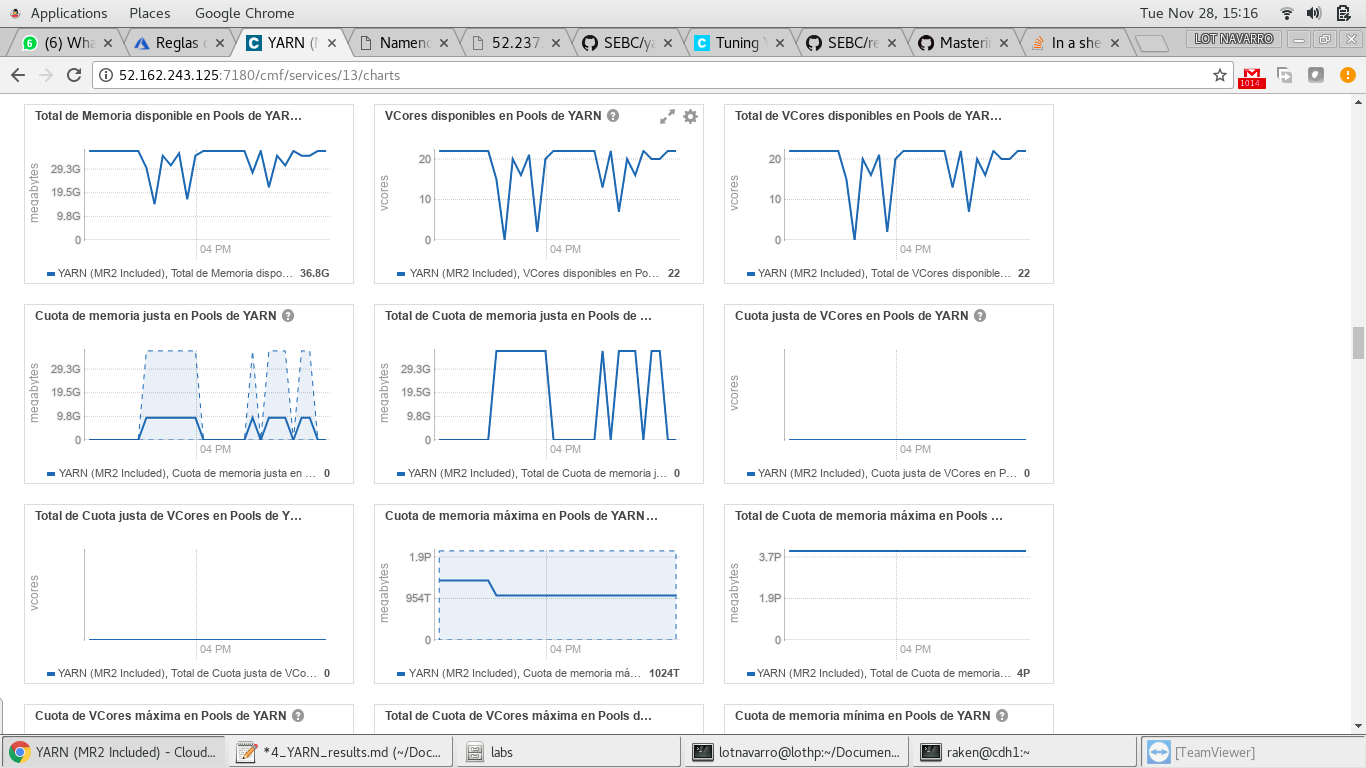 Applications Places Google Chrome Tue Nov 28, 15:16
(6) Wha Reglas YARN (M Namenc 52.237. SEBC/ya Tuning SEBC/re Masterin In a she LOT NAVARRO
52.162.243.125:7180/cmf/services/13/charts 1014
Total de Memoria disponible en Pools de YAR... VCores disponibles en Pools de YARN Total de VCores disponibles en Pools de YAR...
megabytes 29.3G 19.5G 9.8G 0 04 PM
vcores 20 10 0 04 PM
vcores 20 10 0 04 PM
YARN (MR2 Included), Total de Memoria dispo... 36.8G YARN (MR2 Included), VCores disponibles en Po... 22 YARN (MR2 Included), Total de VCores disponible... 22
Cuota de memoria justa en Pools de YARN Total de Cuota de memoria justa en Pools de ... Cuota justa de VCores en Pools de YARN
megabytes 29.3G 19.5G 9.8G 0 04 PM
megabytes 29.3G 19.5G 9.8G 0 04 PM
vcores 04 PM
YARN (MR2 Included), Cuota de memoria justa en ... 0 YARN (MR2 Included), Total de Cuota de memoria j... 0 YARN (MR2 Included), Cuota justa de VCores en P... 0
Total de Cuota justa de VCores en Pools de Y... Cuota de memoria máxima en Pools de YARN... Total de Cuota de memoria máxima en Pools ...
vcores 04 PM
megabytes 1.9P 954T 0 04 PM
megabytes 3.7P 1.9P 0 04 PM
YARN (MR2 Included), Total de Cuota justa de VCo... 0 YARN (MR2 Included), Cuota de memoria má... 1024T YARN (MR2 Included), Total de Cuota de memoria... 4P
Cuota de VCores máxima en Pools de YARN Total de Cuota de VCores máxima en Pools d... Cuota de memoria mínima en Pools de YARN
YARN (MR2 Included) - Cloud... *4_YARN_results.md (~/Doc... labs lotnavarro@lothp:~/Documen... raken@cdh1:~ [TeamViewer]